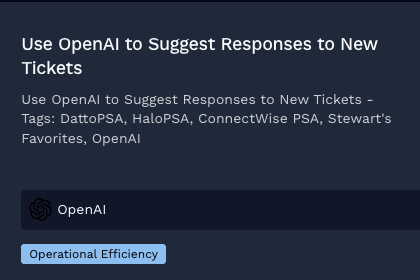 Use OpenAI to Suggest Responses to New
Tickets
Use OpenAI to Suggest Responses to New Tickets -
Tags: DattoPSA, HaloPSA, ConnectWise PSA, Stewart's
Favorites, OpenAI
OpenAI
Operational Efficiency